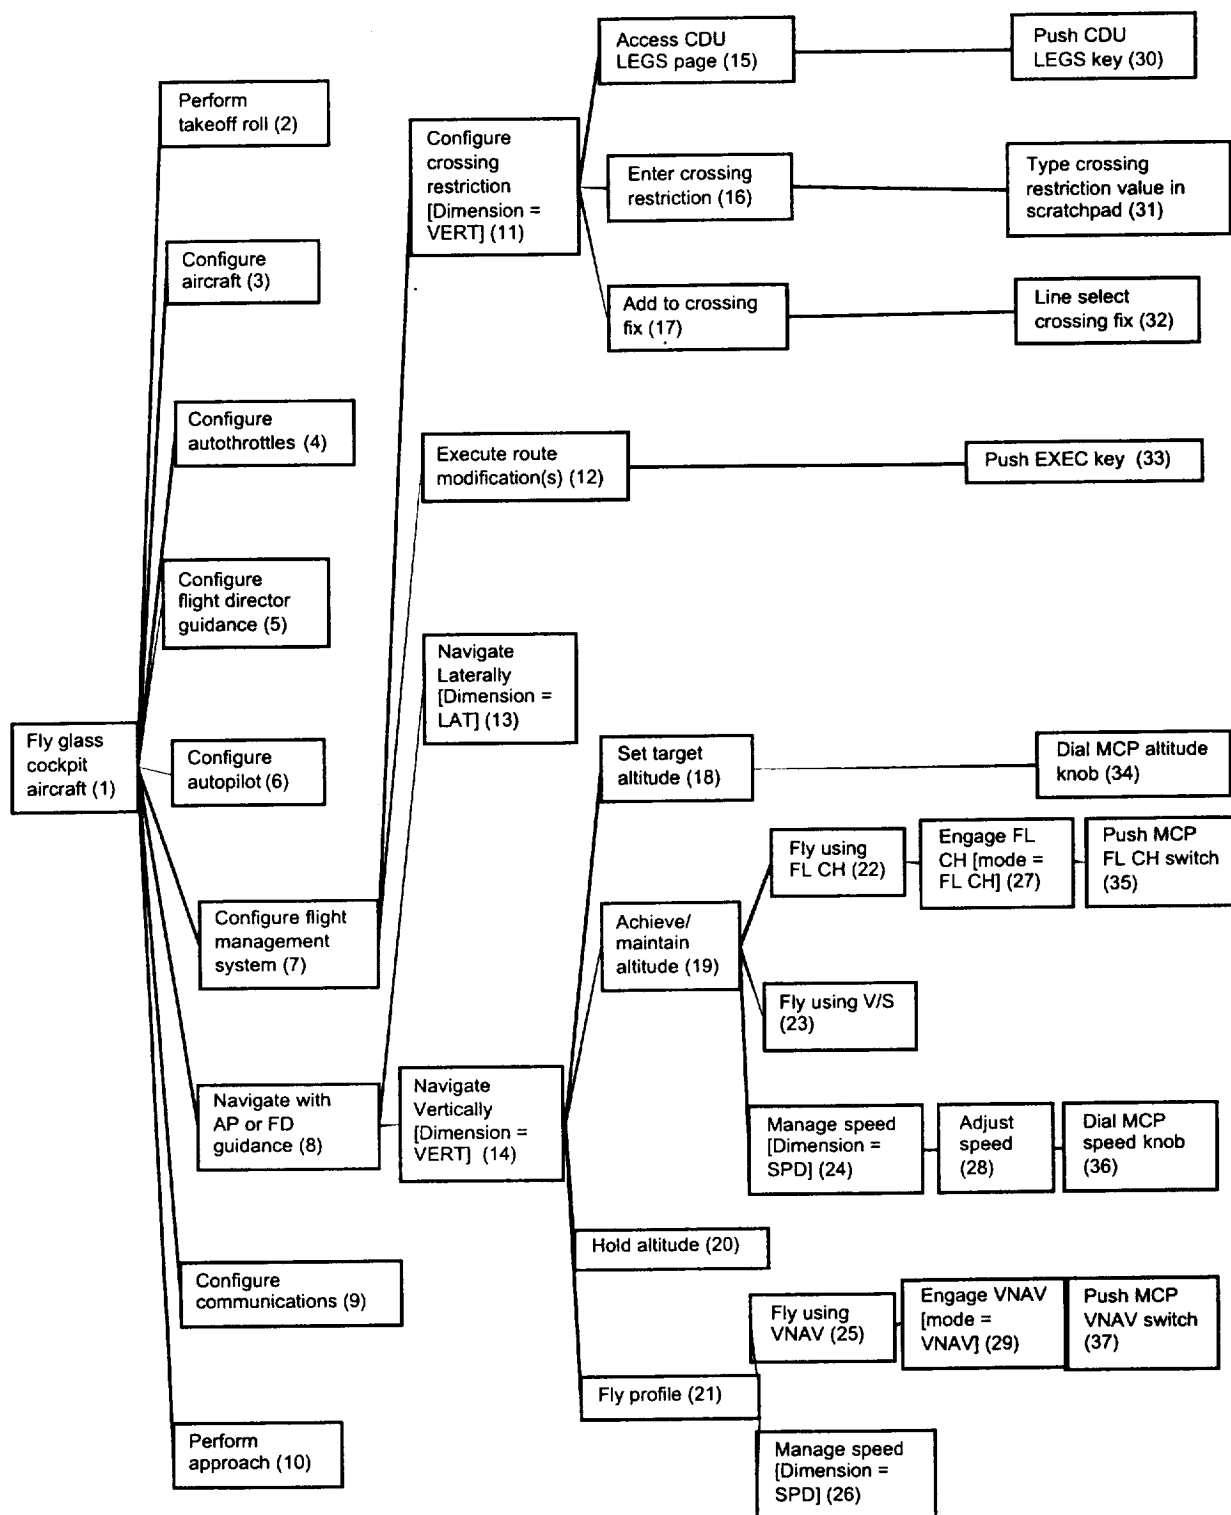 Fly glass
cockpit
aircraft (1)
Perform
takeoff roll (2)
Configure
aircraft (3)
Configure
autothrottles (4)
Configure
flight director
guidance (5)
Configure
autopilot (6)
Configure flight
management
system (7)
Navigate with
AP or FD
guidance (8)
Configure
communications (9)
Perform
approach (10)
Configure
crossing
restriction
[Dimension =
VERT] (11)
Execute route
modification(s) (12)
Navigate
Laterally
[Dimension =
LAT] (13)
Navigate
Vertically
[Dimension =
VERT] (14)
Access CDU
LEGS page (15)
Enter crossing
restriction (16)
Add to crossing
fix (17)
Set target
altitude (18)
Achieve/
maintain
altitude (19)
Hold altitude (20)
Fly profile (21)
Fly using
FL CH (22)
Fly using V/S
(23)
Manage speed
[Dimension =
SPD] (24)
Fly using
VNAV (25)
Manage speed
[Dimension =
SPD] (26)
Engage FL
CH [mode =
FL CH] (27)
Adjust
speed
(28)
Engage VNAV
[mode =
VNAV] (29)
Push CDU
LEGS key (30)
Type crossing
restriction value in
scratchpad (31)
Line select
crossing fix (32)
Push EXEC key (33)
Dial MCP altitude
knob (34)
Push MCP
FL CH switch
(35)
Dial MCP
speed knob
(36)
Push MCP
VNAV switch
(37)